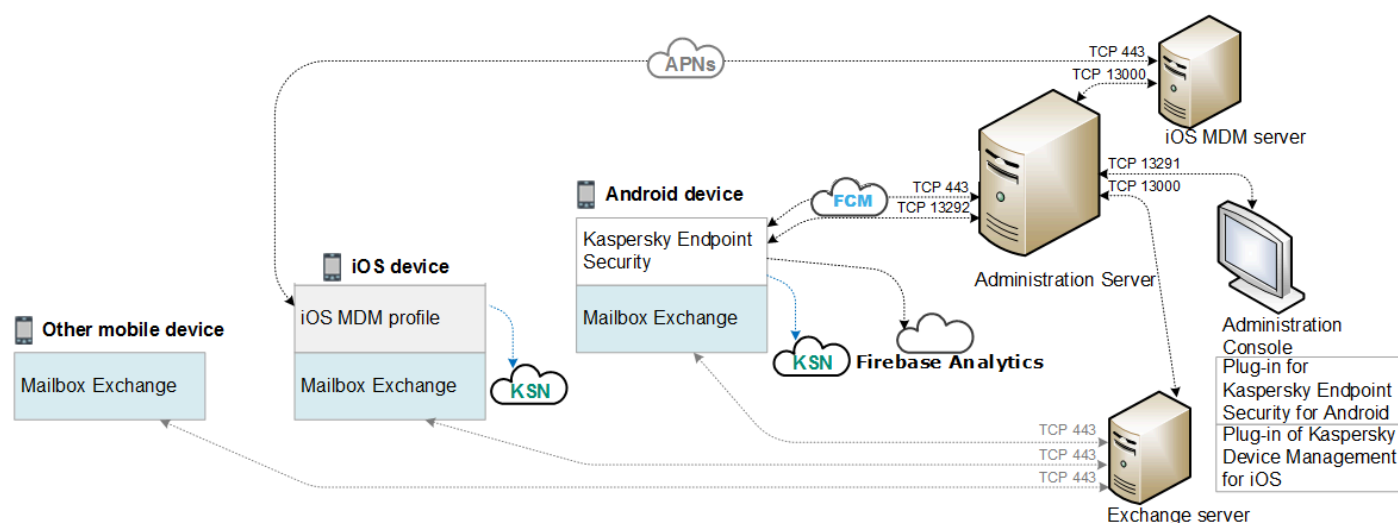 APNs
TCP 443
TCP 13000
iOS MDM server
TCP 13291
TCP 13000
Android device
FCM
TCP 443
TCP 13292
Kaspersky Endpoint
Security
Administration Server
iOS device
iOS MDM profile
Mailbox Exchange
Other mobile device
Mailbox Exchange
Mailbox Exchange
KSN
KSN
Firebase Analytics
Administration
Console
Plug-in for
Kaspersky Endpoint
Security for Android
Plug-in of Kaspersky
Device Management
for iOS
TCP 443
TCP 443
TCP 443
Exchange server